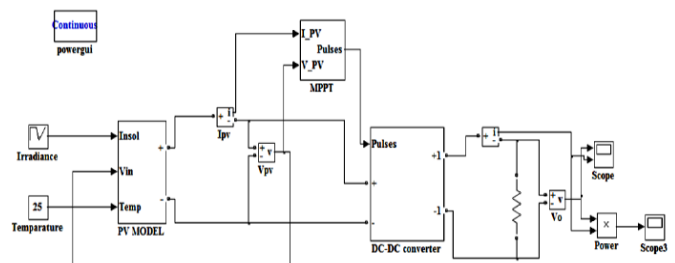 Continuous
powergui
I_PV
Pulses
V_PV
MPPT
Irradiance
Insol
+
Vin
Temp
-
PV MODEL
25
Temparature
+ i
-
Ipv
+
- v
Vpv
Pulses
+
-
+1
-1
DC-DC converter
+ i
-
+
- v
Vo
Scope
×
Power
Scope3